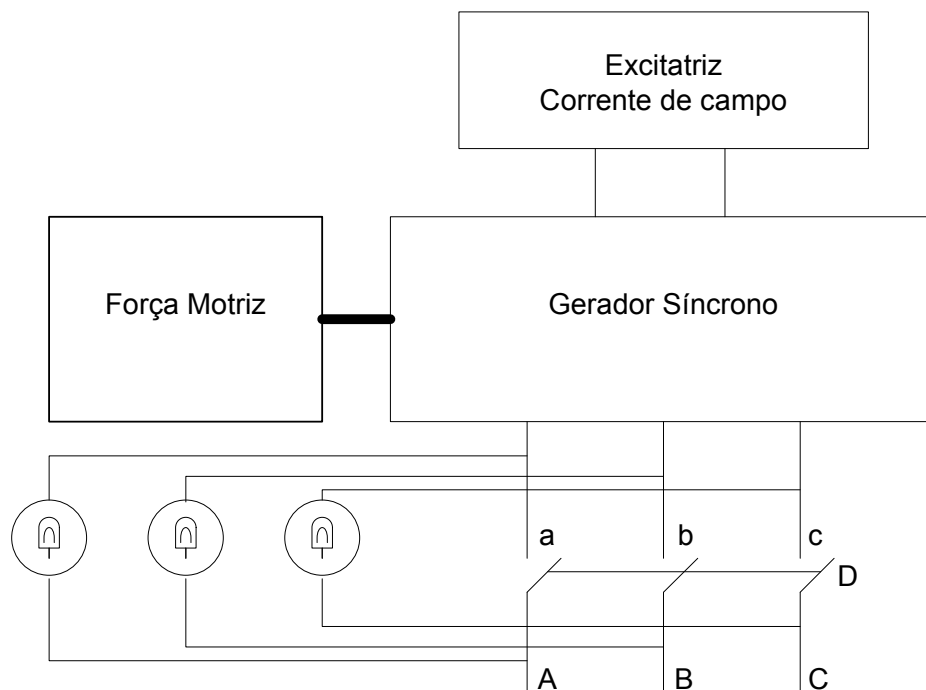 Excitatriz
Corrente de campo
Força Motriz
Gerador Síncrono
a
b
c
D
A
B
C